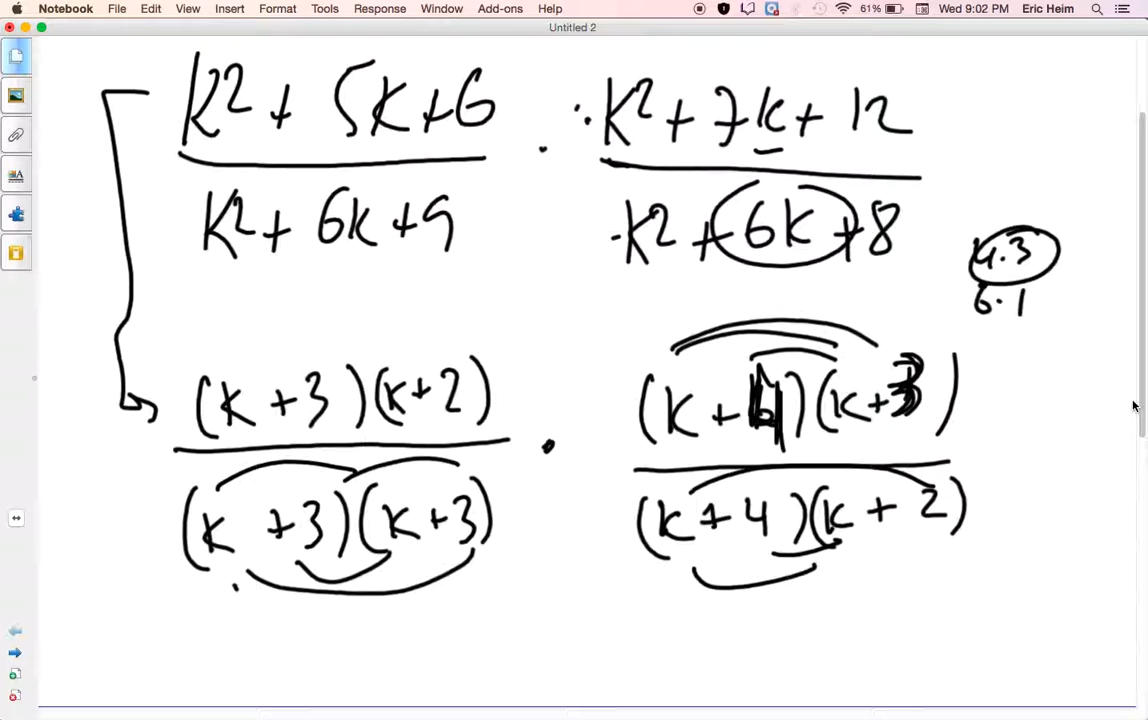 Notebook File Edit View Insert Format Tools Response Window Add-ons Help 61% Wed 9:02 PM Eric Heim
Untitled 2
k² + 5k + 6 · k² + 7k + 12
k² + 6k + 9 k² + 6k + 8
4·3
6·1
(k + 3)(k + 2) · (k + 4)(k + 3)
(k + 3)(k + 3) (k + 4)(k + 2)